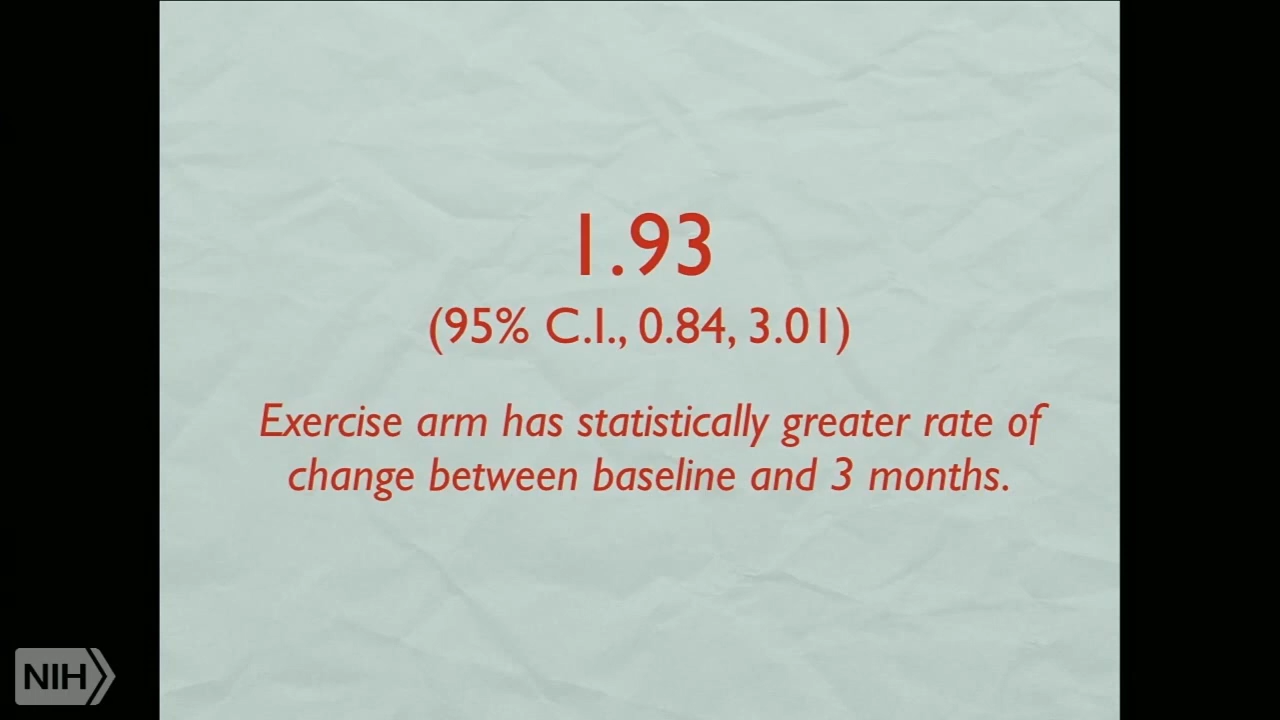 1.93
(95% C.I., 0.84, 3.01)
Exercise arm has statistically greater rate of
change between baseline and 3 months.
NIH